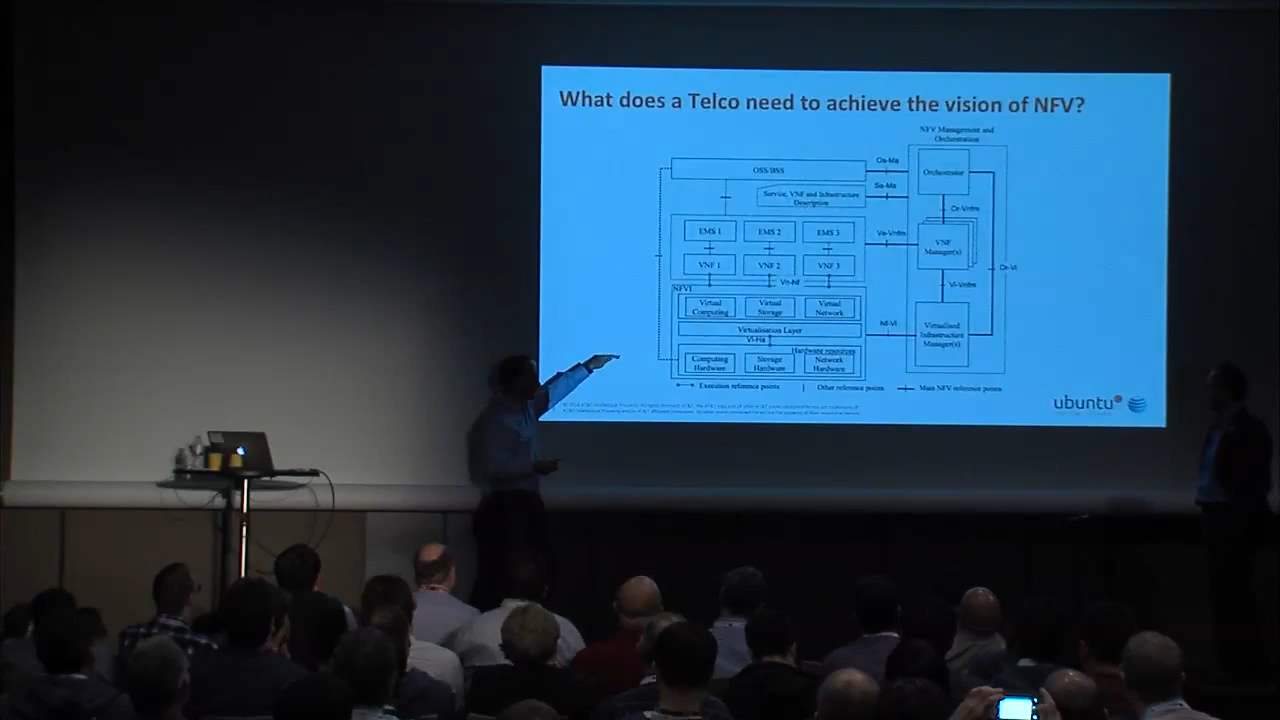 What does a Telco need to achieve the vision of NFV?
NFV Management and
Orchestration
OSS/BSS
Os-Ma
Orchestrator
Service, VNF and Infrastructure
Description
Se-Ma
Or-Vnfm
EMS 1
EMS 2
EMS 3
Ve-Vnfm
VNF
Manager(s)
VNF 1
VNF 2
VNF 3
Or-Vi
Vn-Nf
Vi-Vnfm
NFVI
Virtual
Computing
Virtual
Storage
Virtual
Network
Virtualisation Layer
Nf-Vi
Virtualised
Infrastructure
Manager(s)
Vl-Ha
Hardware resources
Computing
Hardware
Storage
Hardware
Network
Hardware
Execution reference points
Other reference points
Main NFV reference points
ubuntu